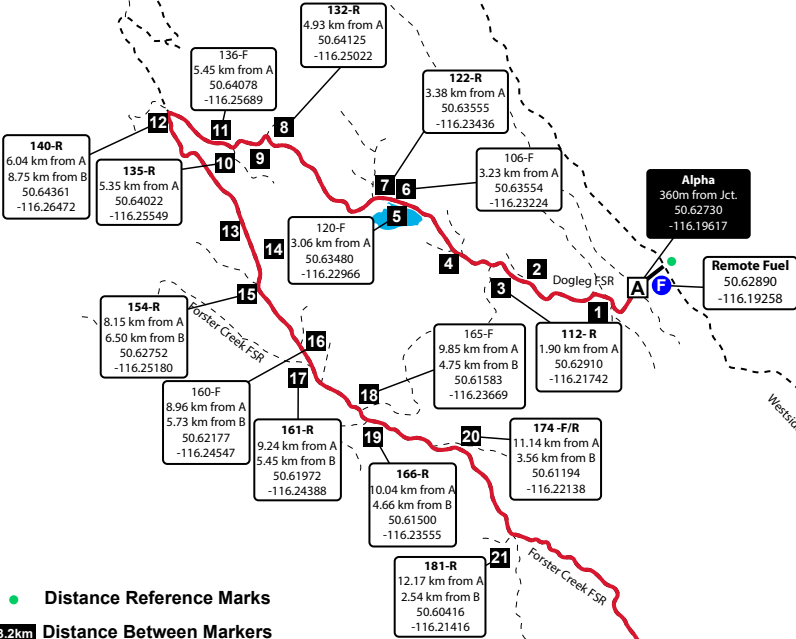 132-R
4.93 km from A
50.64125
-116.25022
136-F
5.45 km from A
50.64078
-116.25689
122-R
3.38 km from A
50.63555
-116.23436
12
11
8
140-R
6.04 km from A
8.75 km from B
50.64361
-116.26472
135-R
5.35 km from A
50.64022
-116.25549
10
9
106-F
3.23 km from A
50.63554
-116.23224
7
6
5
Alpha
360m from Jct.
50.62730
-116.19617
120-F
3.06 km from A
50.63480
-116.22966
13
14
4
2
3
Dogleg FSR
A
F
Remote Fuel
50.62890
-116.19258
1
15
154-R
8.15 km from A
6.50 km from B
50.62752
-116.25180
Forster Creek FSR
16
165-F
9.85 km from A
4.75 km from B
50.61583
-116.23669
112- R
1.90 km from A
50.62910
-116.21742
160-F
8.96 km from A
5.73 km from B
50.62177
-116.24547
17
18
161-R
9.24 km from A
5.45 km from B
50.61972
-116.24388
19
20
174 -F/R
11.14 km from A
3.56 km from B
50.61194
-116.22138
166-R
10.04 km from A
4.66 km from B
50.61500
-116.23555
21
181-R
12.17 km from A
2.54 km from B
50.60416
-116.21416
Forster Creek FSR
Distance Reference Marks
3.2km Distance Between Markers